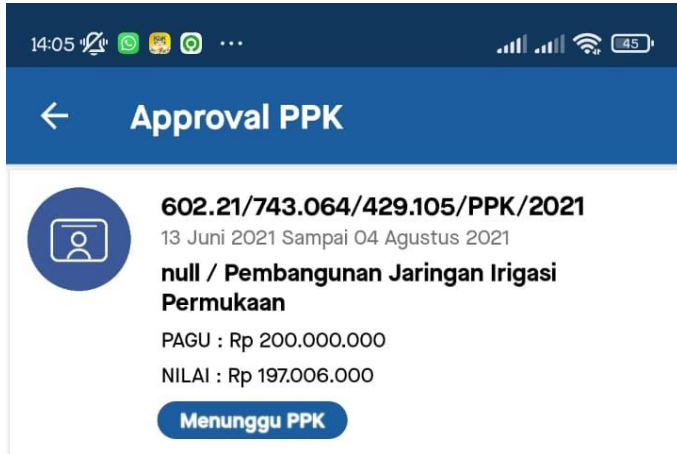 14:05
45
Approval PPK
602.21/743.064/429.105/PPK/2021
13 Juni 2021 Sampai 04 Agustus 2021
null / Pembangunan Jaringan Irigasi
Permukaan
PAGU : Rp 200.000.000
NILAI : Rp 197.006.000
Menunggu PPK